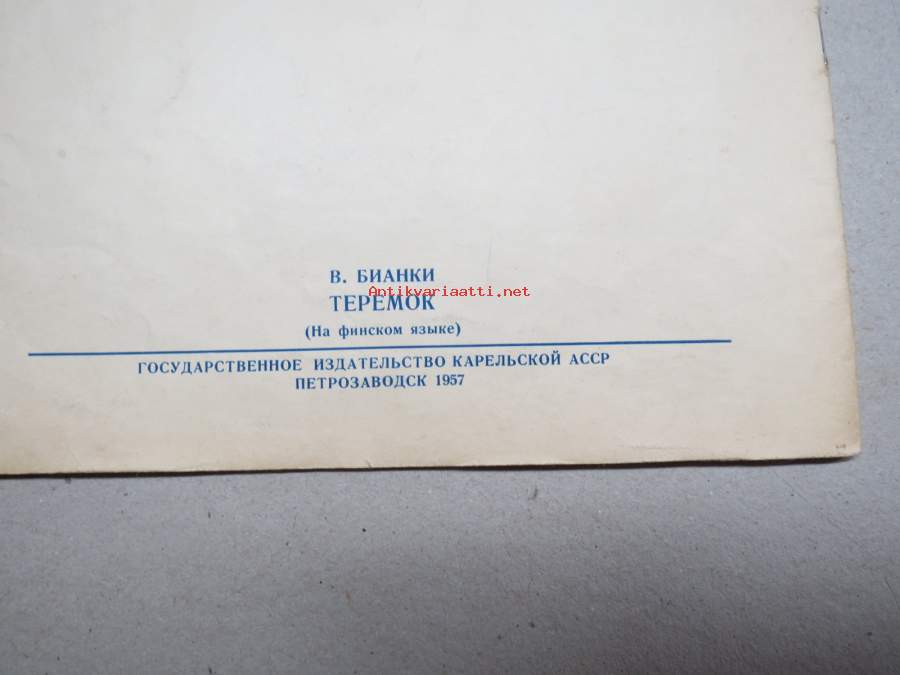 В. БИАНКИ
Antikvariaatti.net
ТЕРЕМОК
(На финском языке)
ГОСУДАРСТВЕННОЕ ИЗДАТЕЛЬСТВО КАРЕЛЬСКОЙ АССР
ПЕТРОЗАВОДСК 1957